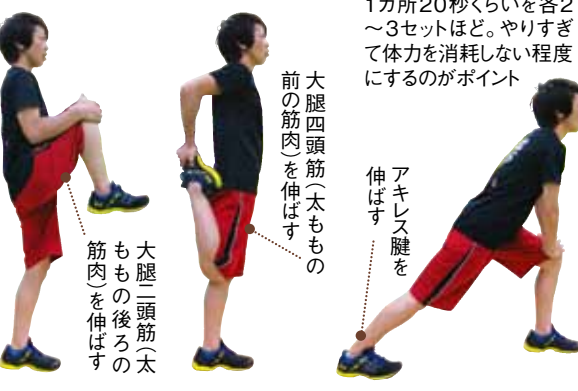 1カ所20秒くらいを各2
〜3セットほど。やりすぎ
て体力を消耗しない程度
にするのがポイント
アキレス腱を
伸ばす
大腿四頭筋(太ももの
前の筋肉)を伸ばす
大腿二頭筋(太
ももの後ろの
筋肉)を伸ばす